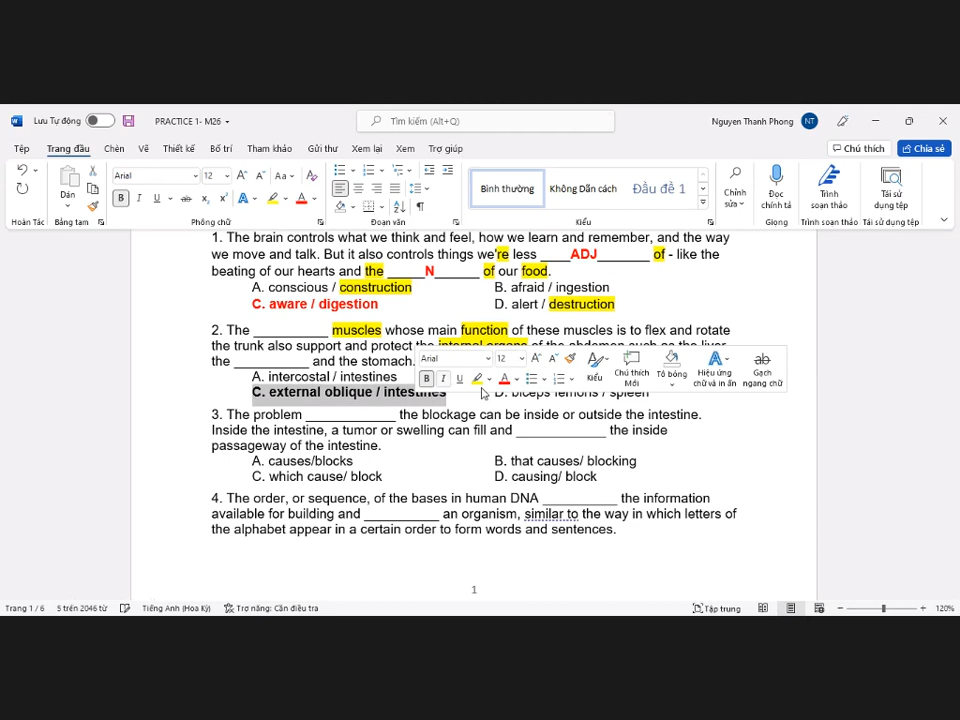 Lưu Tự động
PRACTICE 1- M26
Tìm kiếm (Alt+Q)
Nguyen Thanh Phong
NT
Tệp
Trang đầu
Chèn
Vẽ
Thiết kế
Bố trí
Tham khảo
Gửi thư
Xem lại
Xem
Trợ giúp
Chú thích
Chia sẻ
Dán
Arial
12
Bình thường
Không Dãn cách
Đầu đề 1
Chỉnh sửa
Đọc chính tả
Trình soạn thảo
Tái sử dụng tệp
Hoàn Tác
Bảng tạm
Phông chữ
Đoạn văn
Kiểu
Giọng
Trình soạn thảo
Tái sử dụng tệp
1. The brain controls what we think and feel, how we learn and remember, and the way
we move and talk. But it also controls things we're less ____ADJ_______ of - like the
beating of our hearts and the _____N______ of our food.
A. conscious / construction
B. afraid / ingestion
C. aware / digestion
D. alert / destruction
2. The __________ muscles whose main function of these muscles is to flex and rotate
the trunk also support and protect the internal organs of the abdomen such as the liver,
the __________ and the stomach.
A. intercostal / intestines
C. external oblique / intestines
D. biceps femoris / spleen
Arial
12
Kiểu
Chú thích Mới
Tô bóng
Hiệu ứng chữ và in ấn
Gạch ngang chữ
3. The problem____________ the blockage can be inside or outside the intestine.
Inside the intestine, a tumor or swelling can fill and ____________ the inside
passageway of the intestine.
A. causes/blocks
B. that causes/ blocking
C. which cause/ block
D. causing/ block
4. The order, or sequence, of the bases in human DNA __________ the information
available for building and __________ an organism, similar to the way in which letters of
the alphabet appear in a certain order to form words and sentences.
1
Trang 1 / 6
5 trên 2046 từ
Tiếng Anh (Hoa Kỳ)
Trợ năng: Cần điều tra
Tập trung
120%